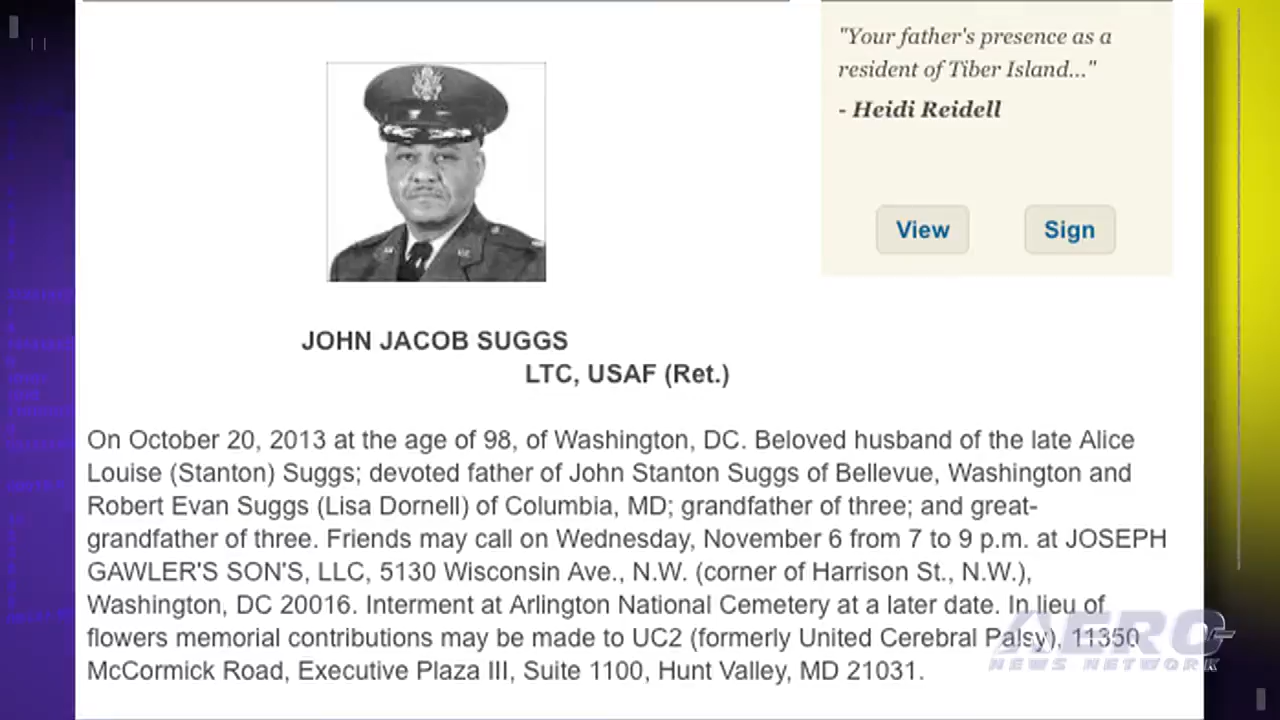 "Your father's presence as a
resident of Tiber Island..."
- Heidi Reidell
View Sign
JOHN JACOB SUGGS
LTC, USAF (Ret.)
On October 20, 2013 at the age of 98, of Washington, DC. Beloved husband of the late Alice
Louise (Stanton) Suggs; devoted father of John Stanton Suggs of Bellevue, Washington and
Robert Evan Suggs (Lisa Dornell) of Columbia, MD; grandfather of three; and great-
grandfather of three. Friends may call on Wednesday, November 6 from 7 to 9 p.m. at JOSEPH
GAWLER'S SON'S, LLC, 5130 Wisconsin Ave., N.W. (corner of Harrison St., N.W.),
Washington, DC 20016. Interment at Arlington National Cemetery at a later date. In lieu of
flowers memorial contributions may be made to UC2 (formerly United Cerebral Palsy), 11350
McCormick Road, Executive Plaza III, Suite 1100, Hunt Valley, MD 21031.
AERO
NEWS NETWORK